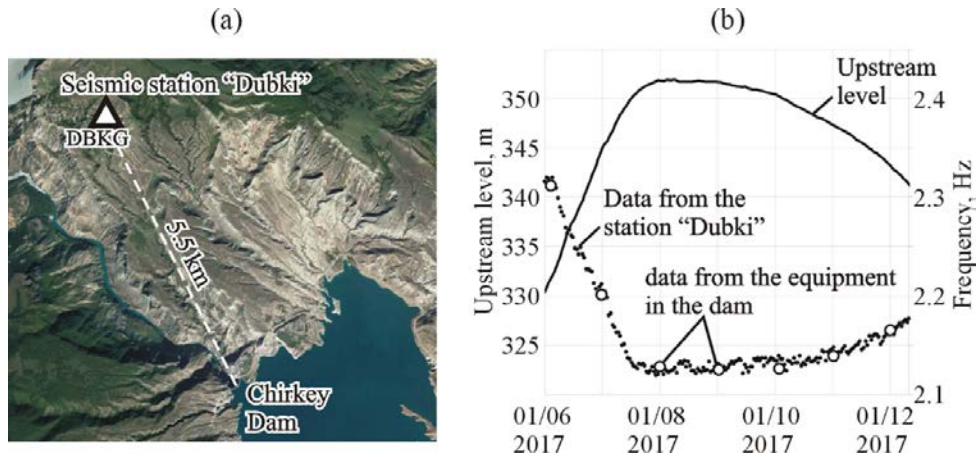 (a)
Seismic station “Dubki”
DBKG
5.5 km
Chirkey
Dam
(b)
Upstream level, m
350
345
340
335
330
325
Upstream
level
Data from the
station “Dubki”
data from the equipment
in the dam
2.4
2.3
2.2
2.1
Frequency, Hz
01/06
2017
01/08
2017
01/10
2017
01/12
2017